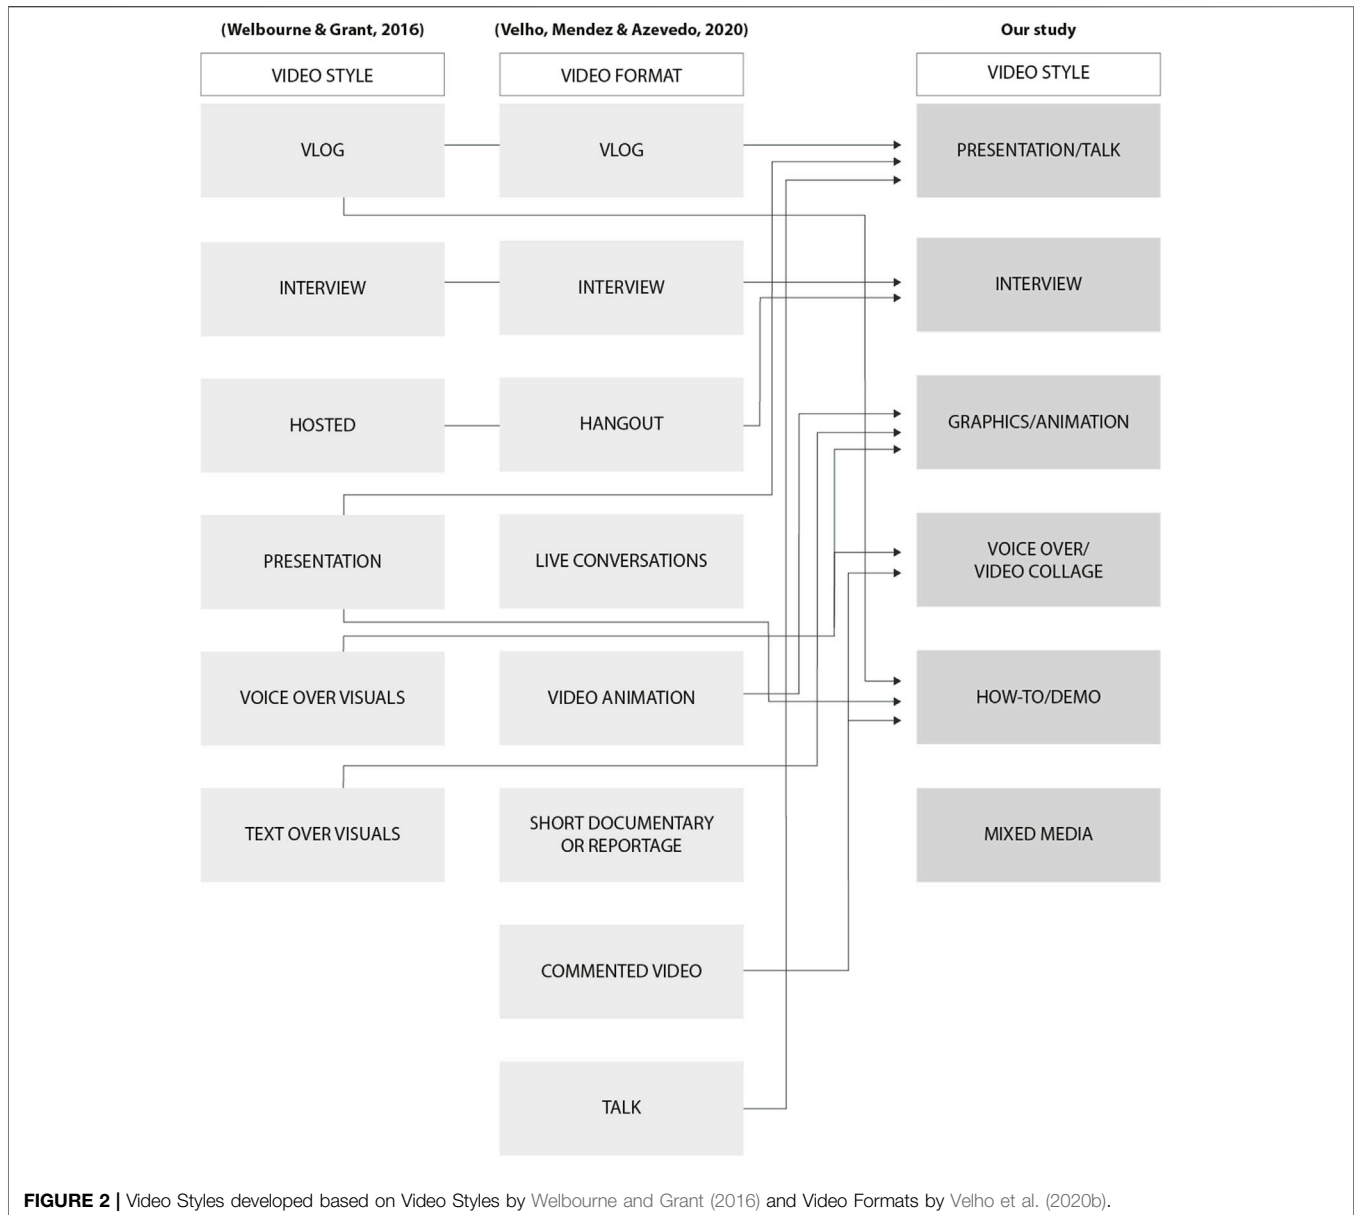 (Welbourne & Grant, 2016)
(Velho, Mendez & Azevedo, 2020)
Our study
VIDEO STYLE
VIDEO FORMAT
VIDEO STYLE
VLOG
VLOG
PRESENTATION/TALK
INTERVIEW
INTERVIEW
INTERVIEW
HOSTED
HANGOUT
GRAPHICS/ANIMATION
PRESENTATION
LIVE CONVERSATIONS
VOICE OVER/
VIDEO COLLAGE
VOICE OVER VISUALS
VIDEO ANIMATION
HOW-TO/DEMO
TEXT OVER VISUALS
SHORT DOCUMENTARY
OR REPORTAGE
MIXED MEDIA
COMMENTED VIDEO
TALK
FIGURE 2 | Video Styles developed based on Video Styles by Welbourne and Grant (2016) and Video Formats by Velho et al. (2020b).